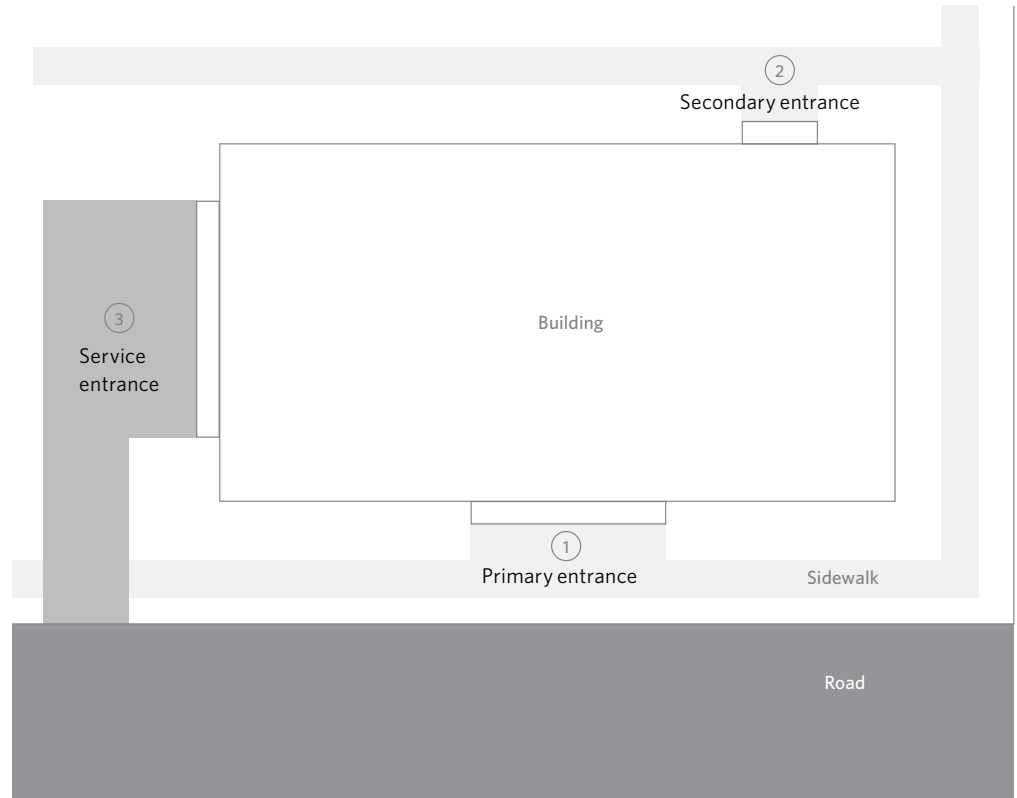 2
Secondary entrance
3
Service
entrance
Building
1
Primary entrance
Sidewalk
Road